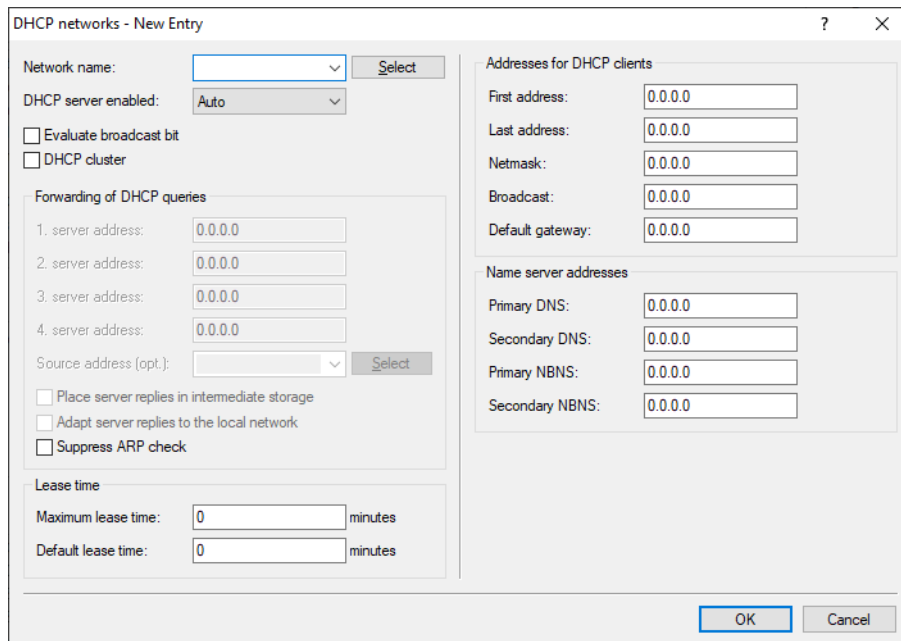 DHCP networks - New Entry
Network name:
Select
DHCP server enabled:
Auto
Evaluate broadcast bit
DHCP cluster
Forwarding of DHCP queries
1. server address:
0.0.0.0
2. server address:
0.0.0.0
3. server address:
0.0.0.0
4. server address:
0.0.0.0
Source address (opt.):
Select
Place server replies in intermediate storage
Adapt server replies to the local network
Suppress ARP check
Lease time
Maximum lease time:
0
minutes
Default lease time:
0
minutes
Addresses for DHCP clients
First address:
0.0.0.0
Last address:
0.0.0.0
Netmask:
0.0.0.0
Broadcast:
0.0.0.0
Default gateway:
0.0.0.0
Name server addresses
Primary DNS:
0.0.0.0
Secondary DNS:
0.0.0.0
Primary NBNS:
0.0.0.0
Secondary NBNS:
0.0.0.0
OK
Cancel